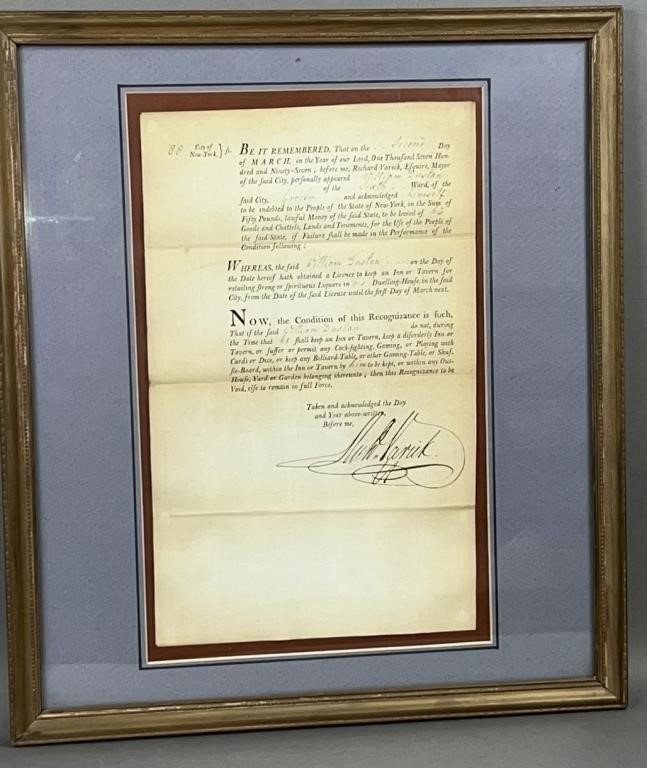 88 City of New-York, } ss. BE IT REMEMBERED, That on the Second Day
of MARCH, in the Year of our Lord, One Thousand Seven Hun-
dred and Ninety-Seven; before me, Richard Varick, Esquire, Mayor
of the said City, personally appeared William Dustan
of the Sixth Ward, of the
said City, Grocer and acknowledged himself
to be indebted to the People of the State of New-York, in the Sum of
Fifty Pounds, lawful Money of the said State, to be levied of his
Goods and Chattels, Lands and Tenements, for the Use of the People of
the said State, if Failure shall be made in the Performance of the
Condition following:
WHEREAS, the said William Dustan on the Day of
the Date hereof hath obtained a Licence to keep an Inn or Tavern for
retailing strong or spirituous Liquors in his Dwelling-House, in the said
City, from the Date of the said Licence until the first Day of March next.
NOW, the Condition of this Recognizance is such,
That if the said William Dustan do not, during
the Time that he shall keep an Inn or Tavern, keep a disorderly Inn or
Tavern, or suffer or permit any Cock-fighting, Gaming, or Playing with
Cards or Dice, or keep any Billiard-Table, or other Gaming-Table, or Shuf-
fle-Board, within the Inn or Tavern by him to be kept, or within any Out-
House, Yard or Garden belonging thereunto; then this Recognizance to be
Void, else to remain in full Force.
Taken and acknowledged the Day
and Year above-written,
Before me,
Richd. Varick.